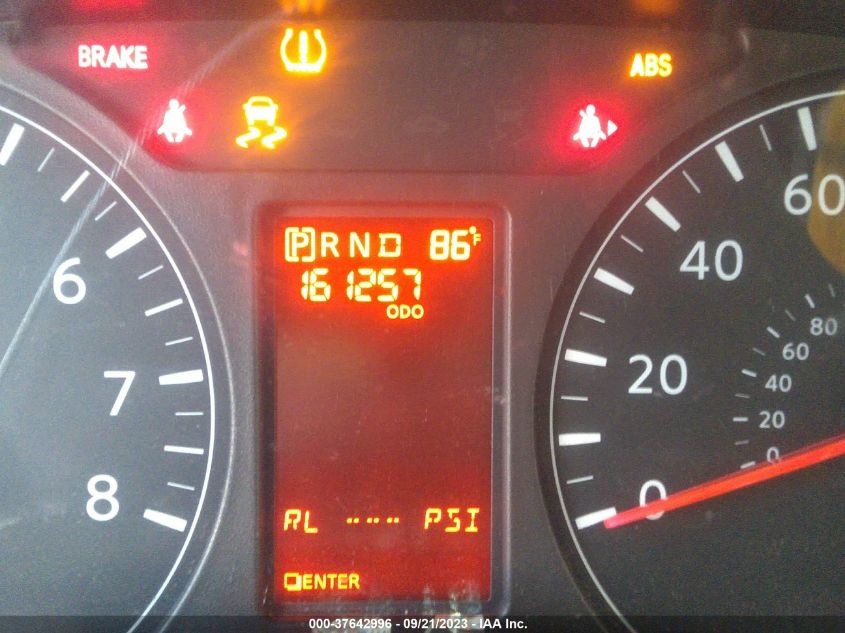 BRAKE
ABS
P R N D 86°F
161257
ODO
6
7
8
60
40
20
0
80
60
40
20
0
RL --- PSI
ENTER
000-37642996 - 09/21/2023 - IAA Inc.